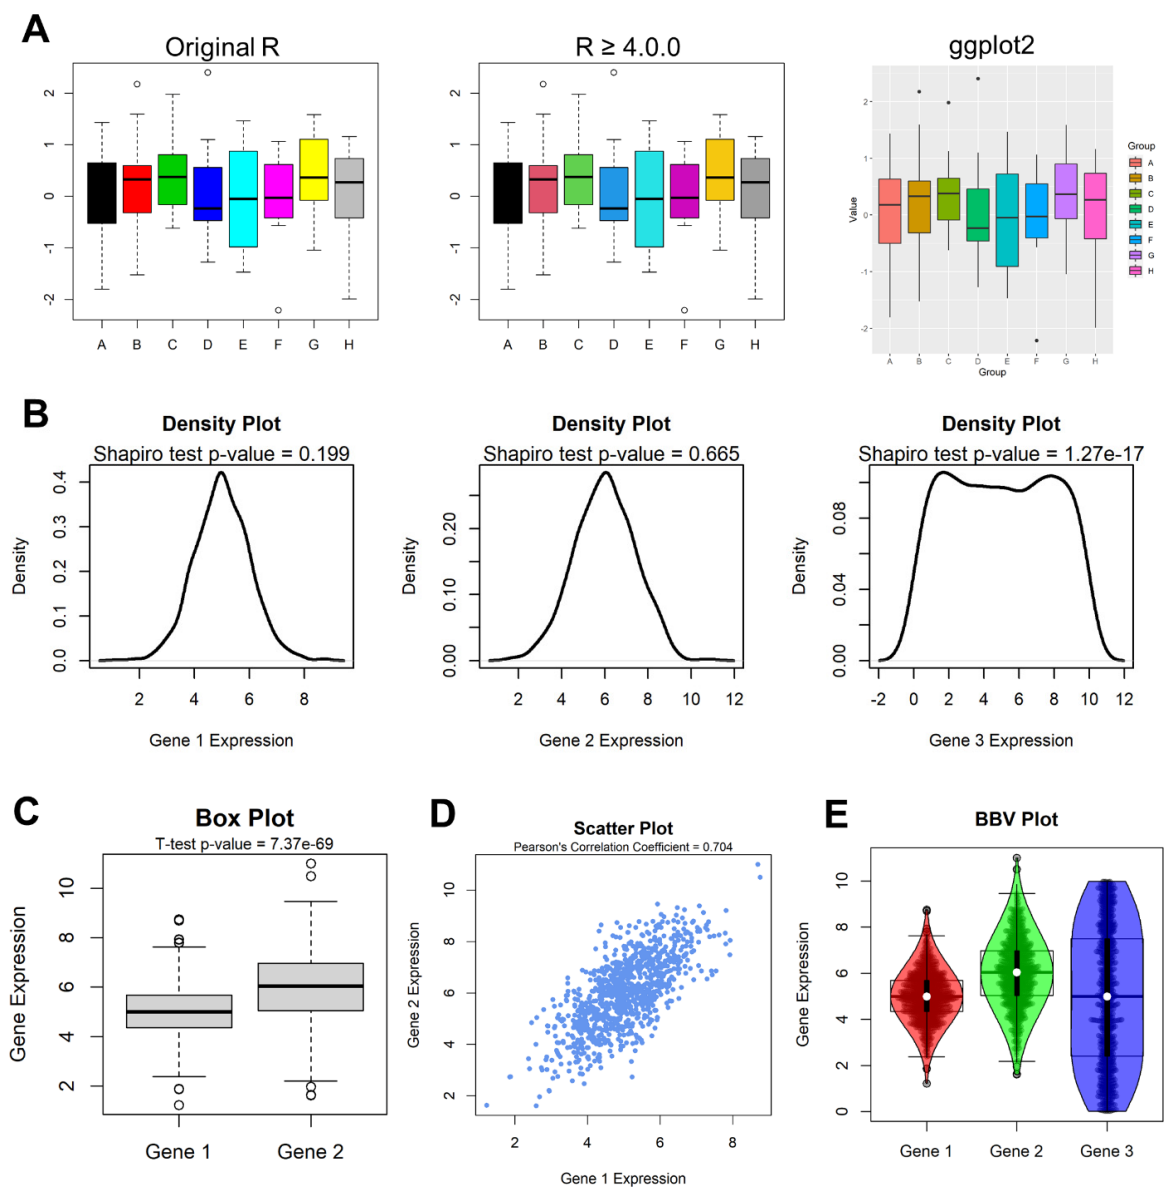 A
Original R
R ≥ 4.0.0
ggplot2
2
1
0
-1
-2
A B C D E F G H
2
1
0
-1
-2
A B C D E F G H
Value
2
1
0
-1
-2
A B C D E F G H
Group
Group
A
B
C
D
E
F
G
H
B
Density Plot
Shapiro test p-value = 0.199
Density
0.4
0.3
0.2
0.1
0.0
2 4 6 8
Gene 1 Expression
Density Plot
Shapiro test p-value = 0.665
Density
0.20
0.10
0.00
2 4 6 8 10 12
Gene 2 Expression
Density Plot
Shapiro test p-value = 1.27e-17
Density
0.08
0.04
0.00
-2 0 2 4 6 8 10 12
Gene 3 Expression
C
Box Plot
T-test p-value = 7.37e-69
Gene Expression
10
8
6
4
2
Gene 1 Gene 2
D
Scatter Plot
Pearson's Correlation Coefficient = 0.704
Gene 2 Expression
10
8
6
4
2
2 4 6 8
Gene 1 Expression
E
BBV Plot
Gene Expression
10
8
6
4
2
0
Gene 1 Gene 2 Gene 3